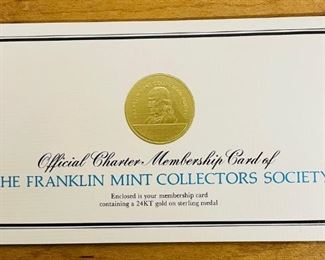 Official Charter Membership Card of
HE FRANKLIN MINT COLLECTORS SOCIETY
Enclosed is your membership card
containing a 24KT gold on sterling medal